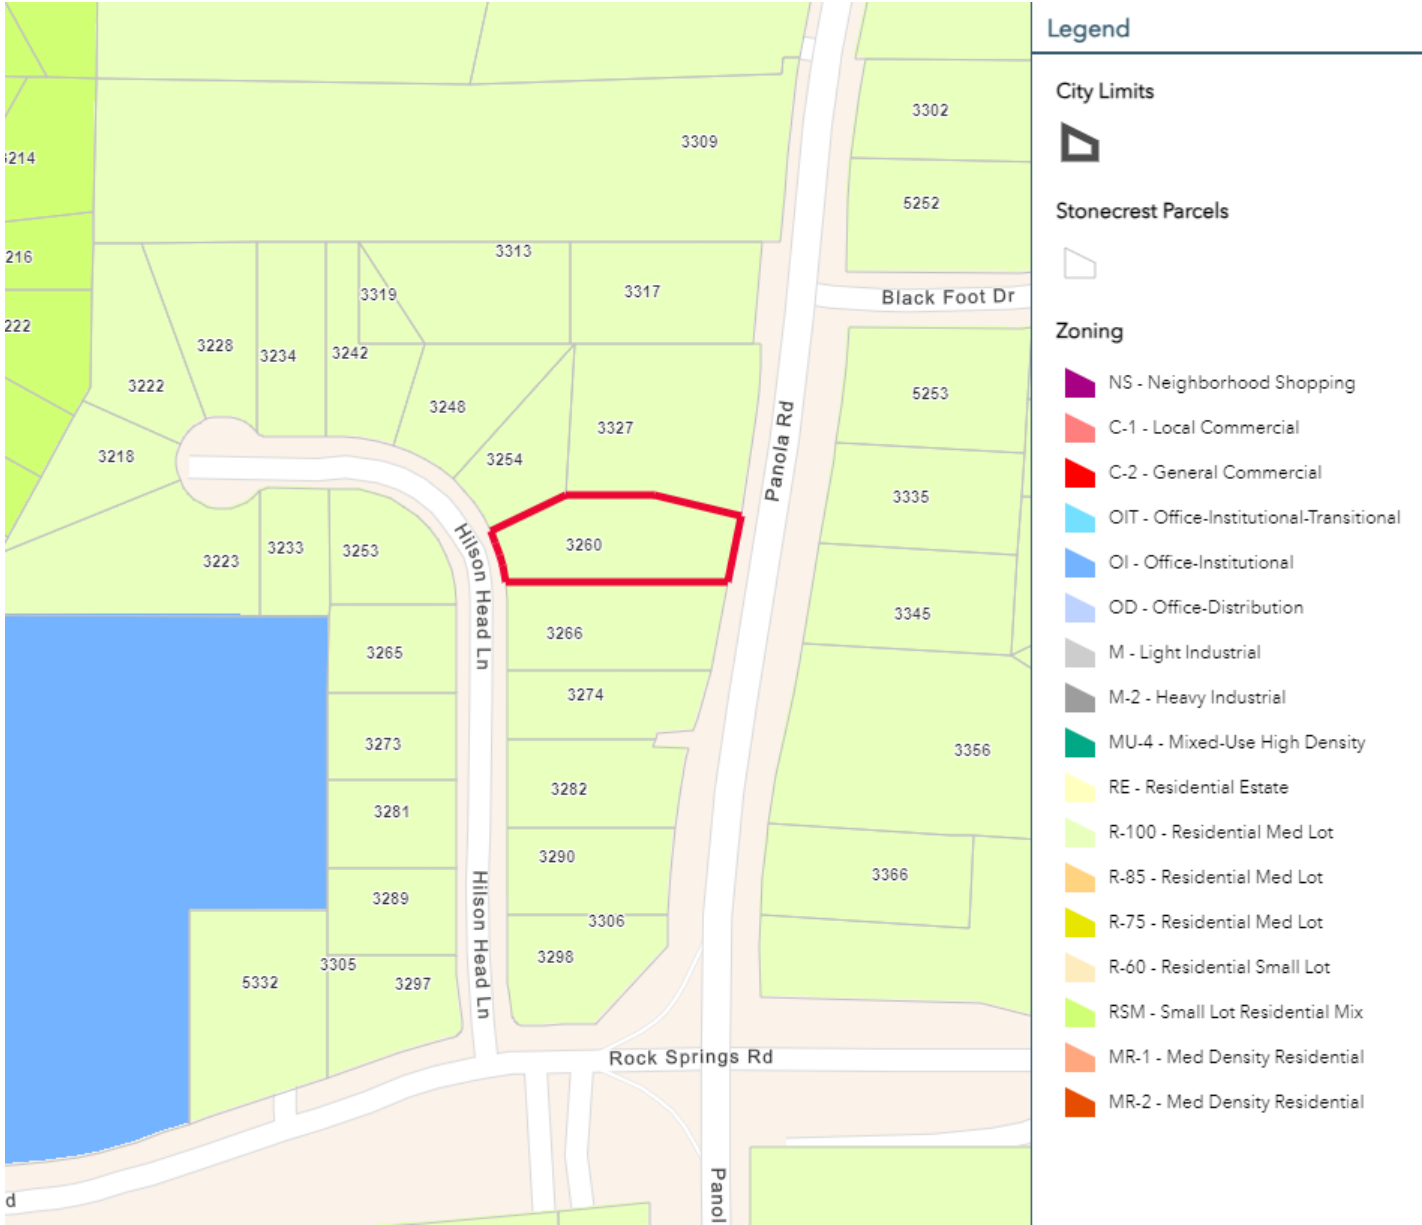 3309
3302
3214
5252
216
3313
3317
3319
Black Foot Dr
222
3228
3234
3242
3222
5253
3248
3327
Panola Rd
3218
3254
3335
3260
Hilson Head Ln
3223
3233
3253
3345
3266
3265
3274
3273
3356
3282
3281
3290
3366
3289
Hilson Head Ln
3306
3298
3305
5332
3297
Rock Springs Rd
Panol
d
Legend
City Limits
Stonecrest Parcels
Zoning
NS - Neighborhood Shopping
C-1 - Local Commercial
C-2 - General Commercial
OIT - Office-Institutional-Transitional
OI - Office-Institutional
OD - Office-Distribution
M - Light Industrial
M-2 - Heavy Industrial
MU-4 - Mixed-Use High Density
RE - Residential Estate
R-100 - Residential Med Lot
R-85 - Residential Med Lot
R-75 - Residential Med Lot
R-60 - Residential Small Lot
RSM - Small Lot Residential Mix
MR-1 - Med Density Residential
MR-2 - Med Density Residential